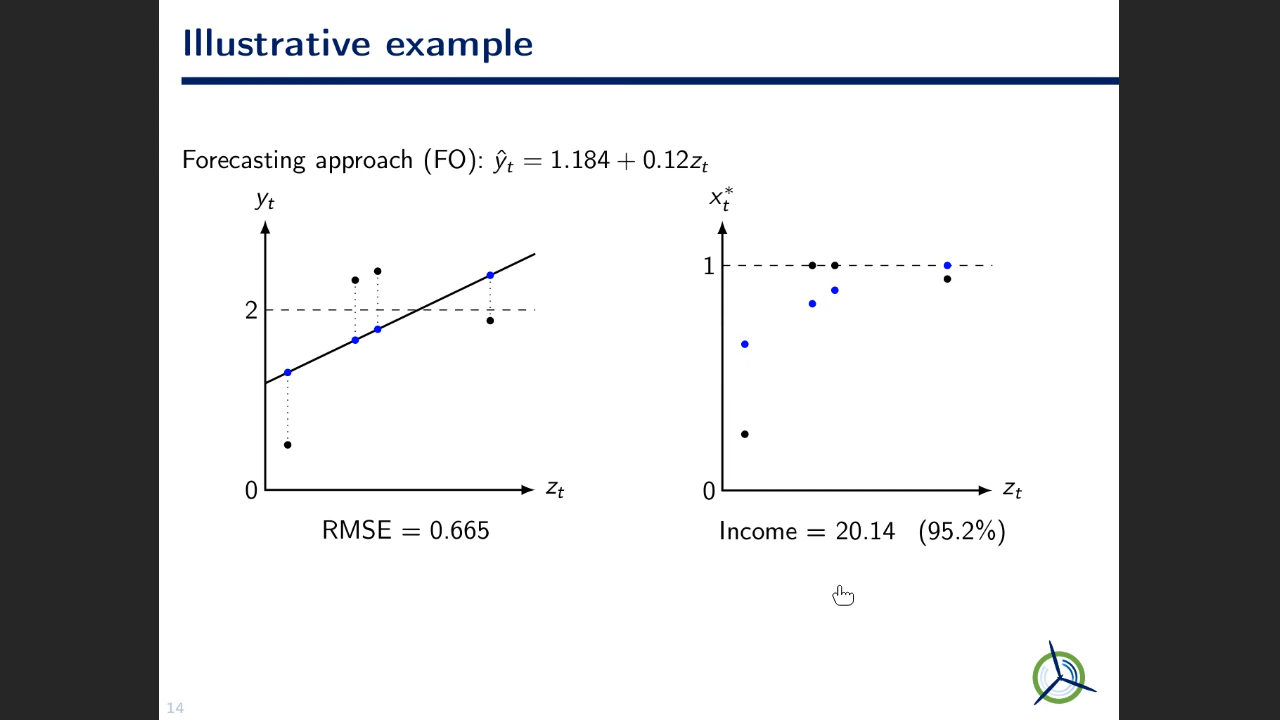 Illustrative example
Forecasting approach (FO): ŷₜ = 1.184 + 0.12zₜ
yₜ
2
0
zₜ
RMSE = 0.665
xₜ*
1
0
zₜ
Income = 20.14 (95.2%)
14